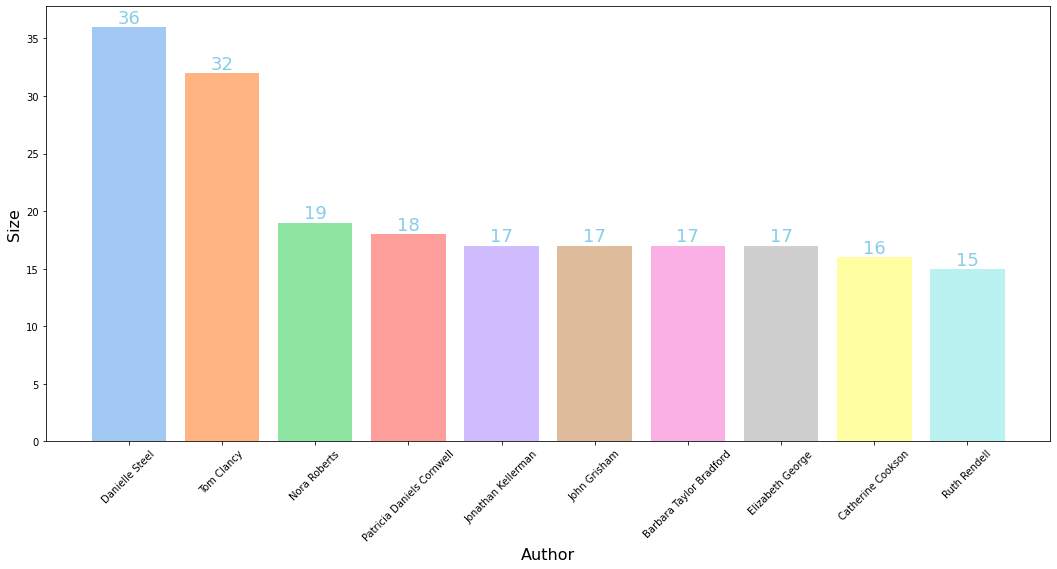 36
32
19
18
17
17
17
17
16
15
35
30
25
20
15
10
5
0
Size
Danielle Steel
Tom Clancy
Nora Roberts
Patricia Daniels Cornwell
Jonathan Kellerman
John Grisham
Barbara Taylor Bradford
Elizabeth George
Catherine Cookson
Ruth Rendell
Author